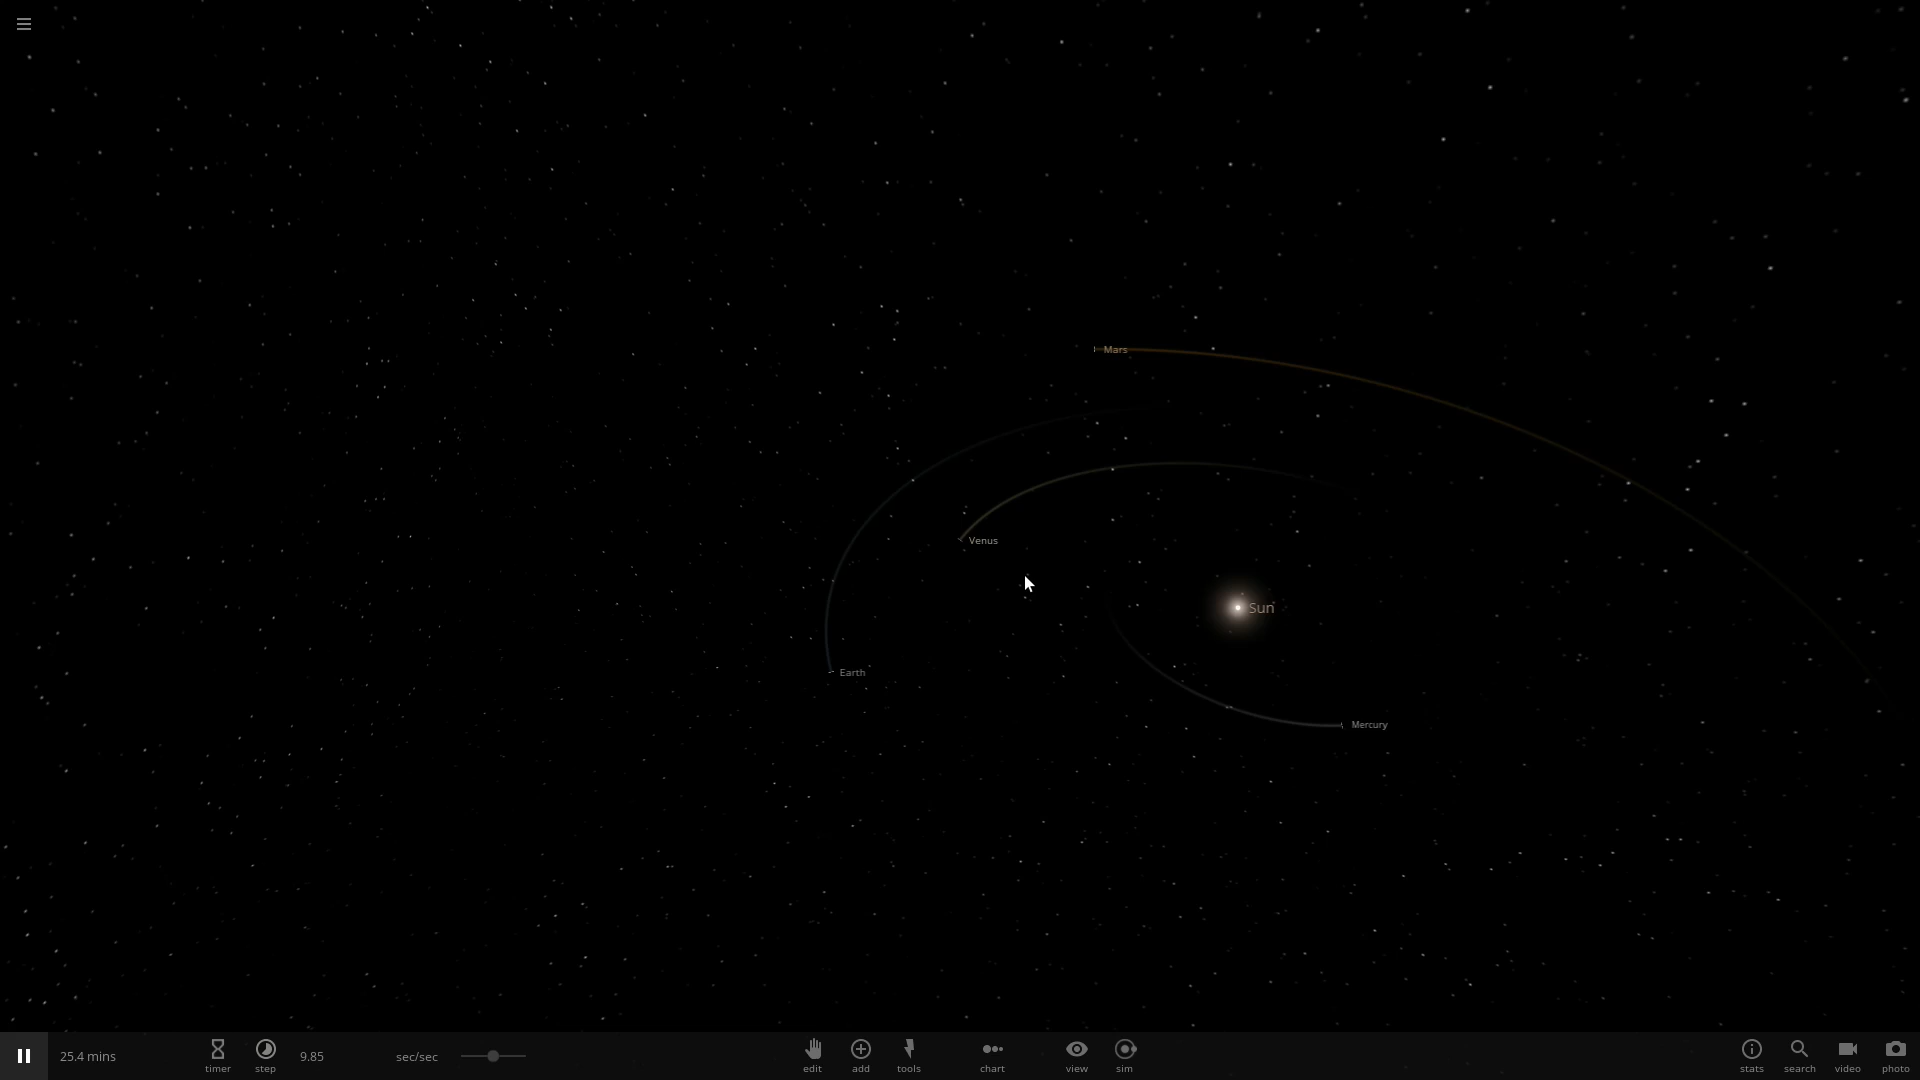 Mars
Venus
Sun
Earth
Mercury
25.4 mins
timer
step
9.85
sec/sec
edit
add
tools
chart
view
sim
stats
search
video
photo